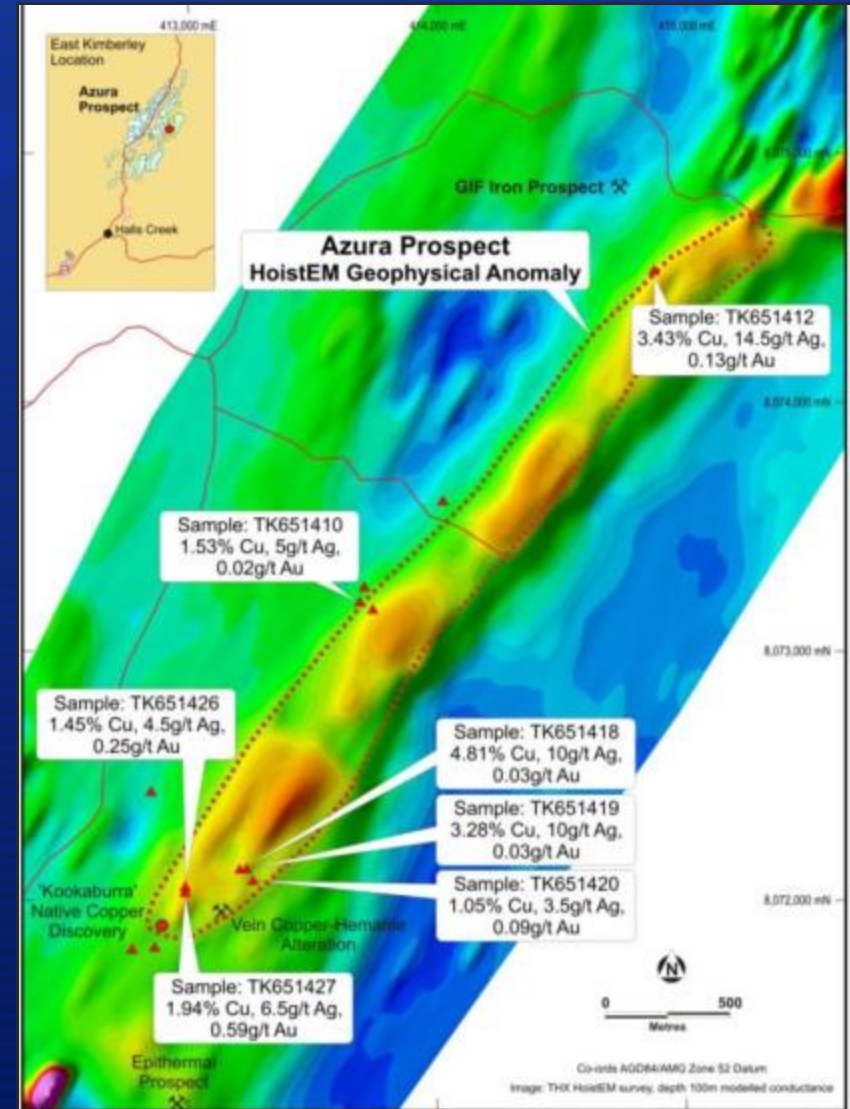 413,000 mE
414,000 mE
415,000 mE
East Kimberley
Location
Azura
Prospect
Halls Creek
8,075,000 mN
GIF Iron Prospect
Azura Prospect
HoistEM Geophysical Anomaly
Sample: TK651412
3.43% Cu, 14.5g/t Ag,
0.13g/t Au
8,074,000 mN
Sample: TK651410
1.53% Cu, 5g/t Ag,
0.02g/t Au
8,073,000 mN
Sample: TK651426
1.45% Cu, 4.5g/t Ag,
0.25g/t Au
Sample: TK651418
4.81% Cu, 10g/t Ag,
0.03g/t Au
Sample: TK651419
3.28% Cu, 10g/t Ag,
0.03g/t Au
Sample: TK651420
1.05% Cu, 3.5g/t Ag,
0.09g/t Au
'Kookaburra'
Native Copper
Discovery
8,072,000 mN
Vein Copper-Hematite
Alteration
Sample: TK651427
1.94% Cu, 6.5g/t Ag,
0.59g/t Au
N
0 500
Metres
Epithermal
Prospect
Co-ords AGD84/AMG Zone 52 Datum
Image: THX HoistEM survey, depth 100m modelled conductance